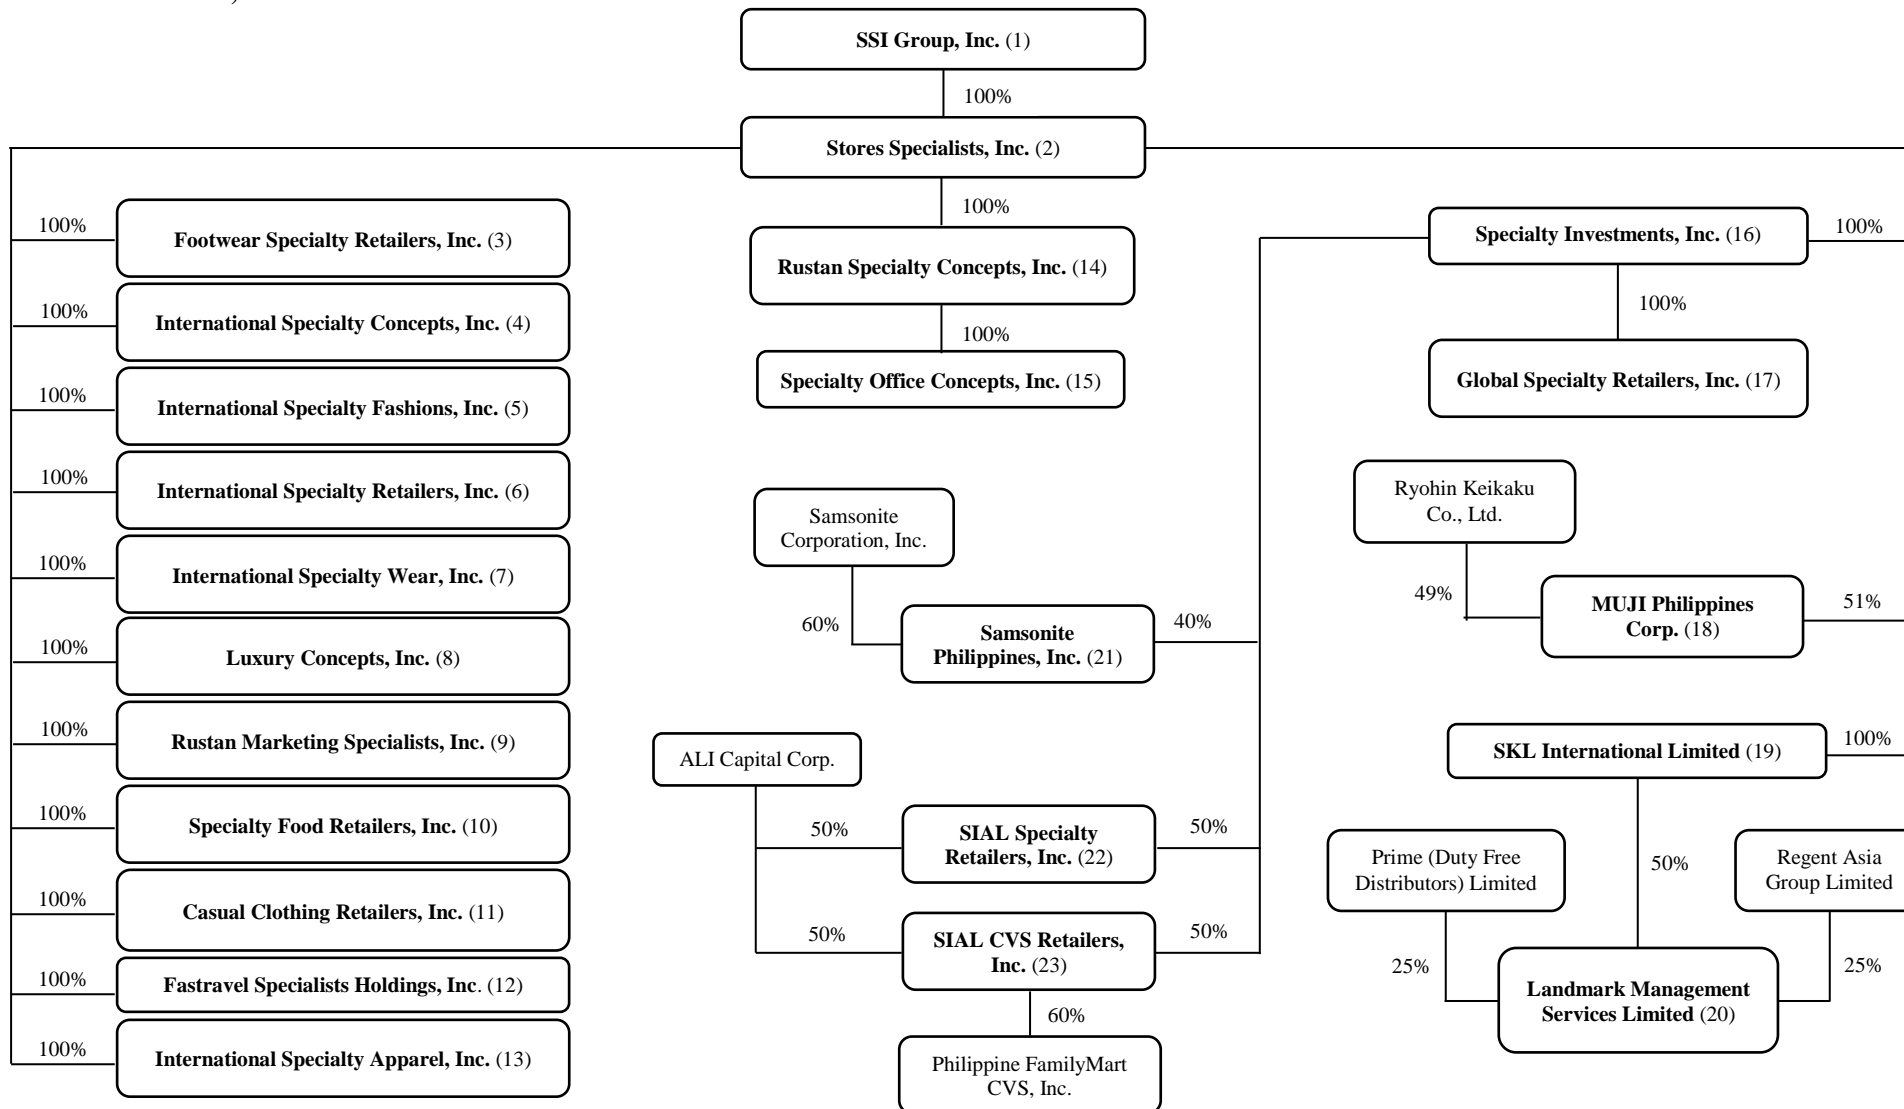 SSI Group, Inc. (1)
100%
Stores Specialists, Inc. (2)
100%
Footwear Specialty Retailers, Inc. (3)
100%
International Specialty Concepts, Inc. (4)
100%
International Specialty Fashions, Inc. (5)
100%
International Specialty Retailers, Inc. (6)
100%
International Specialty Wear, Inc. (7)
100%
Luxury Concepts, Inc. (8)
100%
Rustan Marketing Specialists, Inc. (9)
100%
Specialty Food Retailers, Inc. (10)
100%
Casual Clothing Retailers, Inc. (11)
100%
Fastravel Specialists Holdings, Inc. (12)
100%
International Specialty Apparel, Inc. (13)
100%
Rustan Specialty Concepts, Inc. (14)
100%
Specialty Office Concepts, Inc. (15)
Samsonite
Corporation, Inc.
60%
Samsonite
Philippines, Inc. (21)
40%
ALI Capital Corp.
50%
SIAL Specialty
Retailers, Inc. (22)
50%
50%
SIAL CVS Retailers,
Inc. (23)
50%
60%
Philippine FamilyMart
CVS, Inc.
Specialty Investments, Inc. (16)
100%
100%
Global Specialty Retailers, Inc. (17)
Ryohin Keikaku
Co., Ltd.
49%
MUJI Philippines
Corp. (18)
51%
SKL International Limited (19)
100%
Prime (Duty Free
Distributors) Limited
50%
Regent Asia
Group Limited
25%
Landmark Management
Services Limited (20)
25%